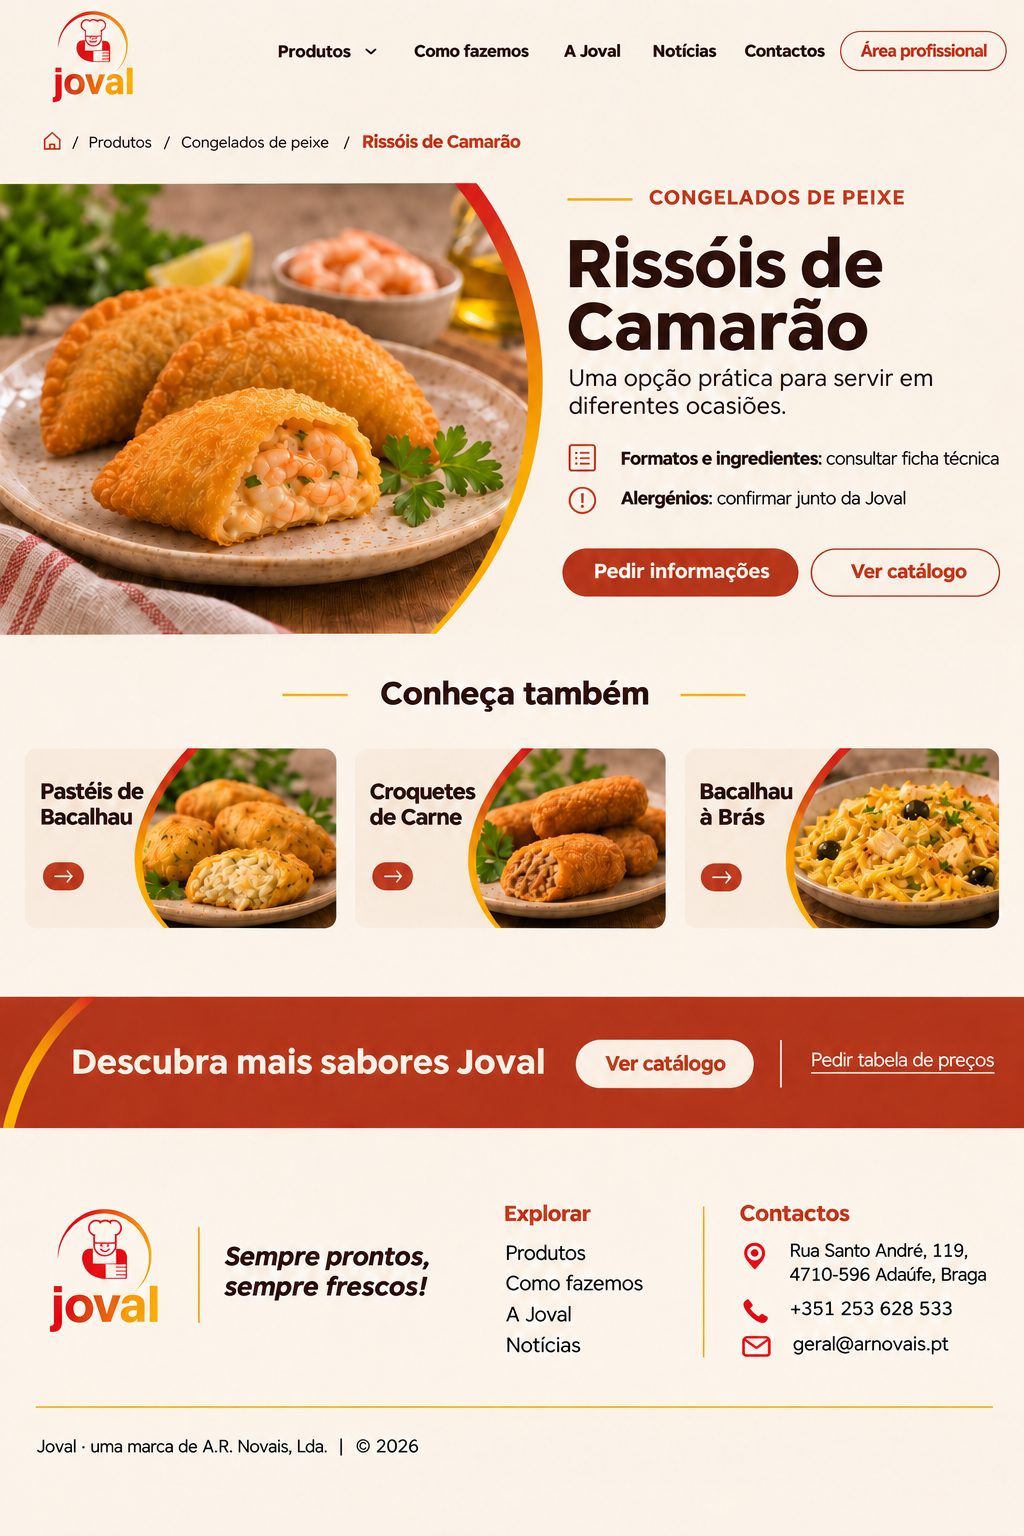 joval
Produtos
Como fazemos
A Joval
Notícias
Contactos
Área profissional
/ Produtos / Congelados de peixe / Rissóis de Camarão
CONGELADOS DE PEIXE
Rissóis de
Camarão
Uma opção prática para servir em
diferentes ocasiões.
Formatos e ingredientes: consultar ficha técnica
Alergénios: confirmar junto da Joval
Pedir informações
Ver catálogo
Conheça também
Pastéis de
Bacalhau
Croquetes
de Carne
Bacalhau
à Brás
Descubra mais sabores Joval
Ver catálogo
Pedir tabela de preços
joval
Sempre prontos,
sempre frescos!
Explorar
Produtos
Como fazemos
A Joval
Notícias
Contactos
Rua Santo André, 119,
4710-596 Adaúfe, Braga
+351 253 628 533
geral@arnovais.pt
Joval · uma marca de A.R. Novais, Lda. | © 2026